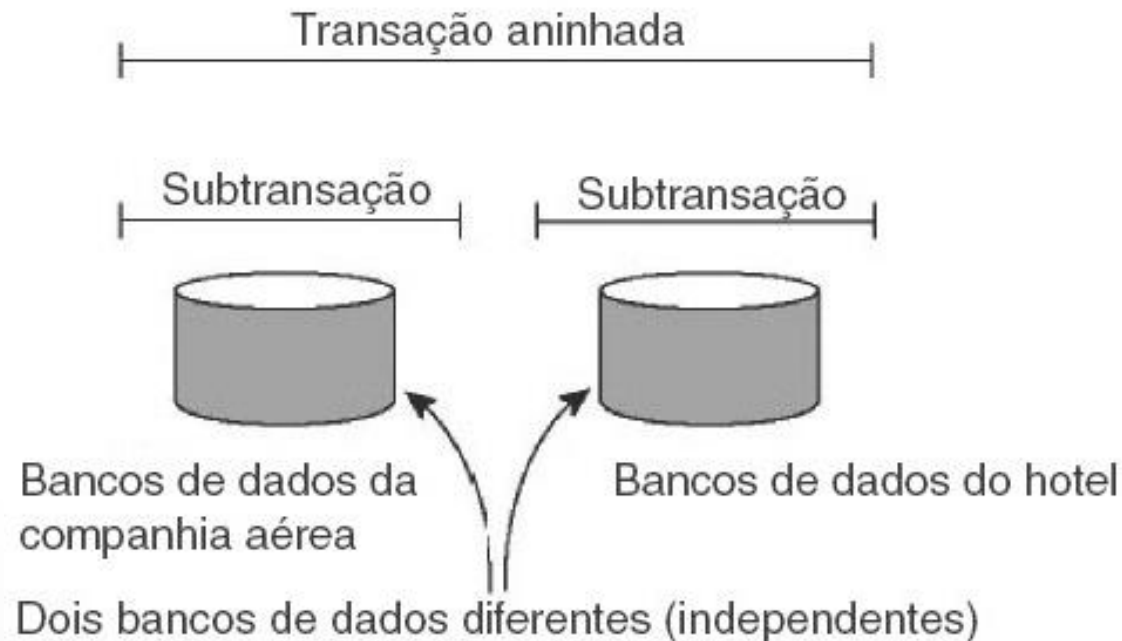 Transação aninhada
Subtransação
Subtransação
Bancos de dados da
companhia aérea
Bancos de dados do hotel
Dois bancos de dados diferentes (independentes)